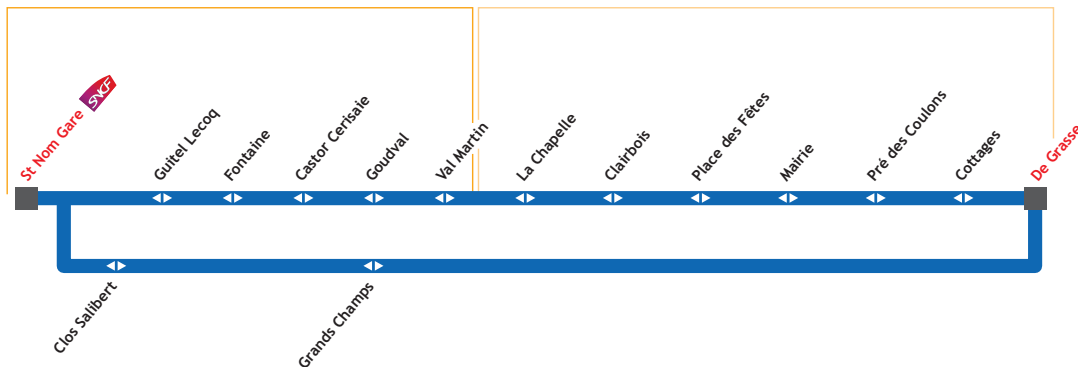 St Nom Gare
SNCF
Guitel Lecoq
Fontaine
Castor Cerisaie
Goudval
Val Martin
La Chapelle
Clairbois
Place des Fêtes
Mairie
Pré des Coulons
Cottages
De Grasse
Clos Salibert
Grands Champs